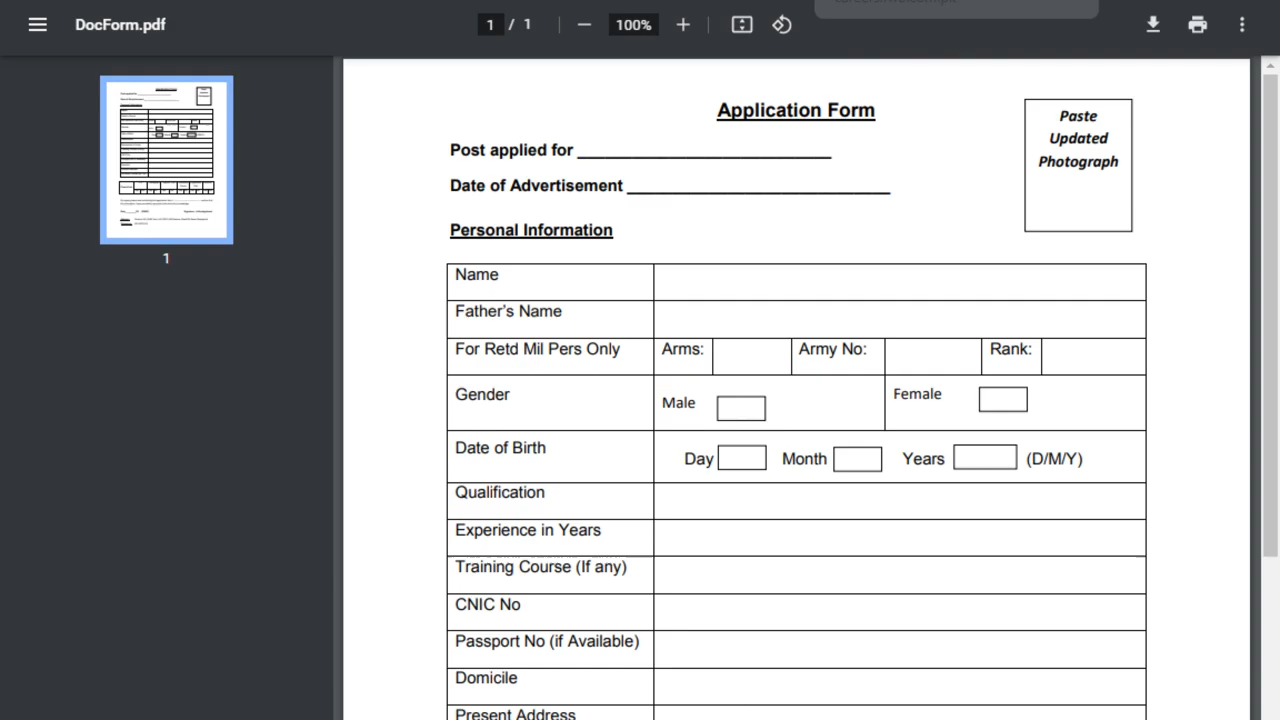 DocForm.pdf
1 / 1
100%
Application Form
Paste
Updated
Photograph
Post applied for ____________________________
Date of Advertisement _____________________________
Personal Information
Name
Father's Name
For Retd Mil Pers Only Arms: Army No: Rank:
Gender Male Female
Date of Birth Day Month Years (D/M/Y)
Qualification
Experience in Years
Training Course (If any)
CNIC No
Passport No (if Available)
Domicile
Present Address
1